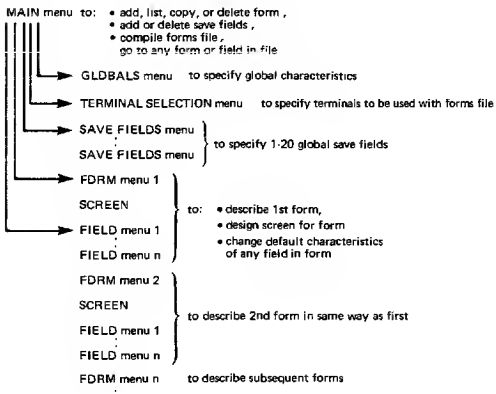 MAIN menu to: • add, list, copy, or delete form,
• add or delete save fields,
• compile forms file,
go to any form or field in file
GLDBALS menu to specify global characteristics
TERMINAL SELECTION menu to specify terminals to be used with forms file
SAVE FIELDS menu
:
to specify 1-20 global save fields
SAVE FIELDS menu
FDRM menu 1
SCREEN
to: • describe 1st form,
• design screen for form
FIELD menu 1
• change default characteristics
:
of any field in form
FIELD menu n
FDRM menu 2
SCREEN
to describe 2nd form in same way as first
FIELD menu 1
:
FIELD menu n
FDRM menu n to describe subsequent forms